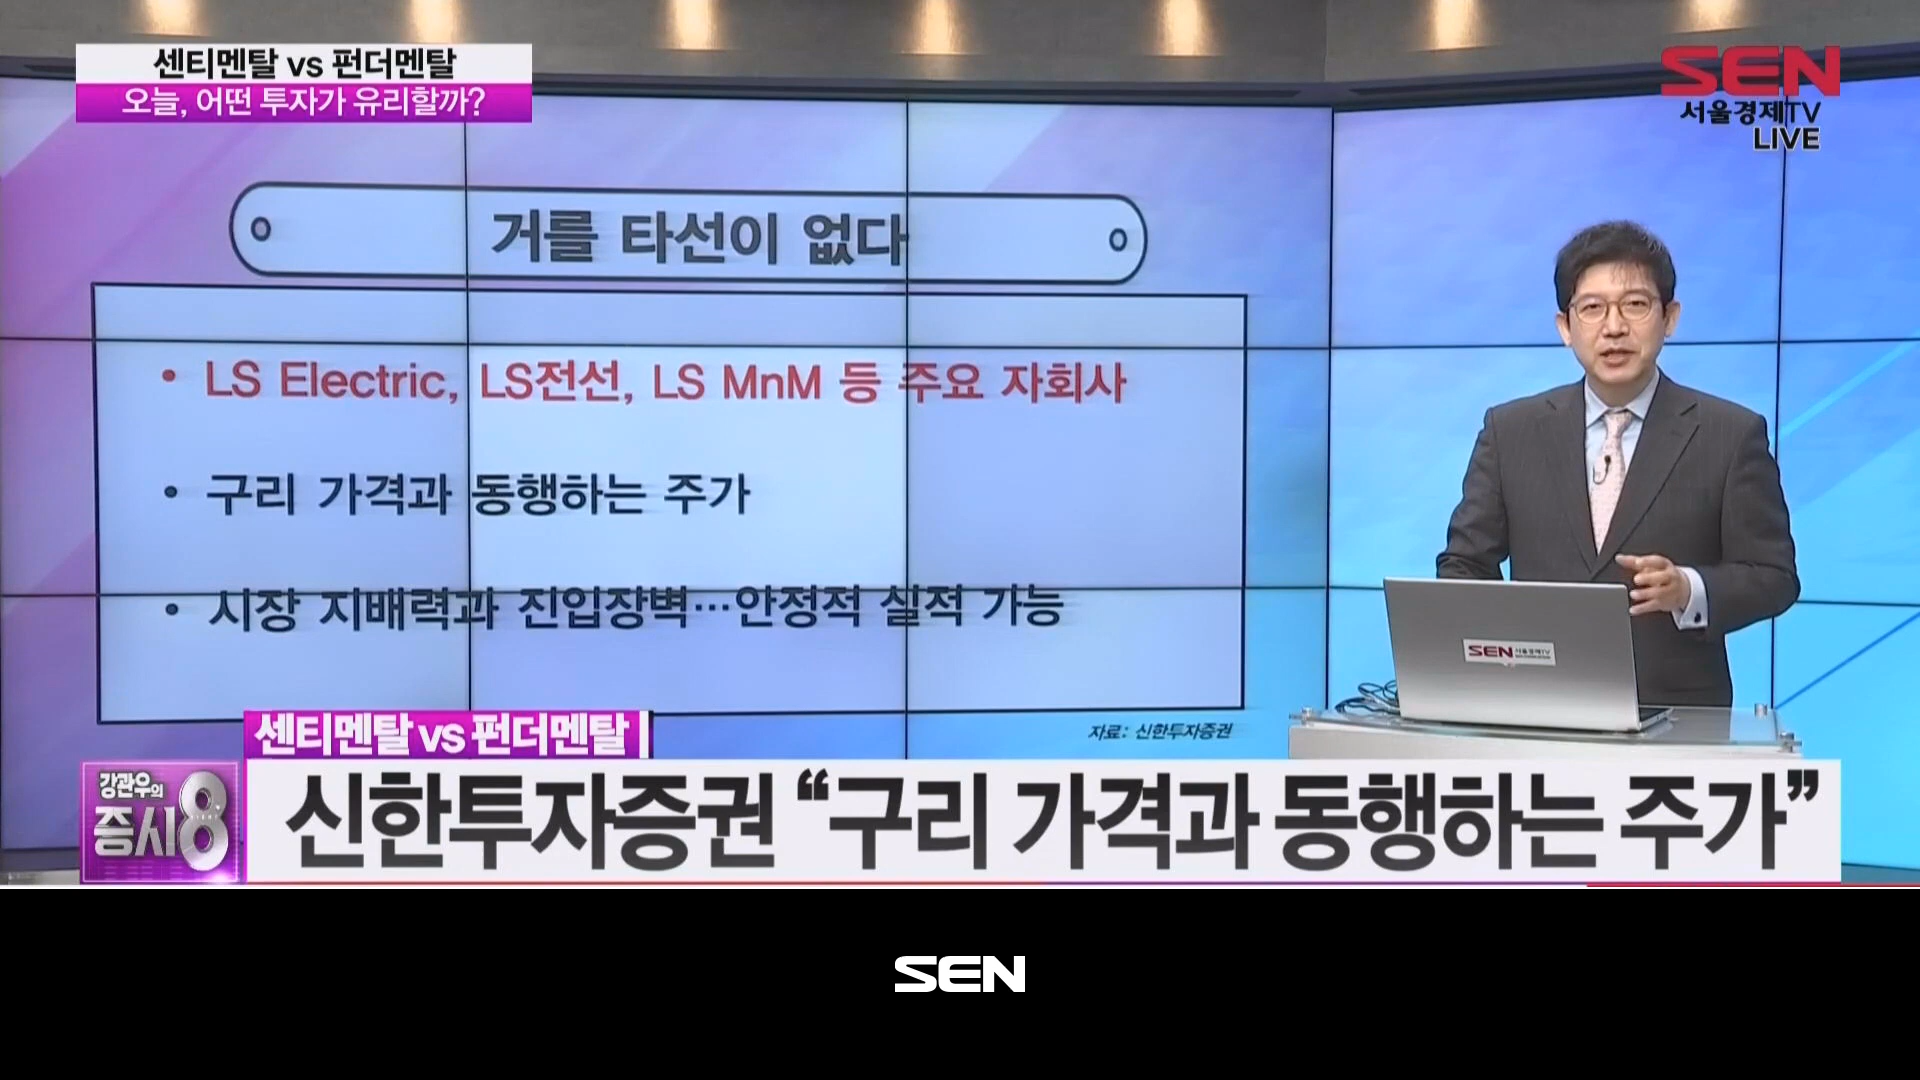 센티멘탈 vs 펀더멘탈
오늘, 어떤 투자가 유리할까?
SEN
서울경제TV
LIVE
거를 타선이 없다
• LS Electric, LS전선, LS MnM 등 주요 자회사
• 구리 가격과 동행하는 주가
• 시장 지배력과 진입장벽…안정적 실적 가능
자료: 신한투자증권
SEN 서울경제TV
센티멘탈 vs 펀더멘탈
강관우의
증시8
신한투자증권 “구리 가격과 동행하는 주가”
SEN